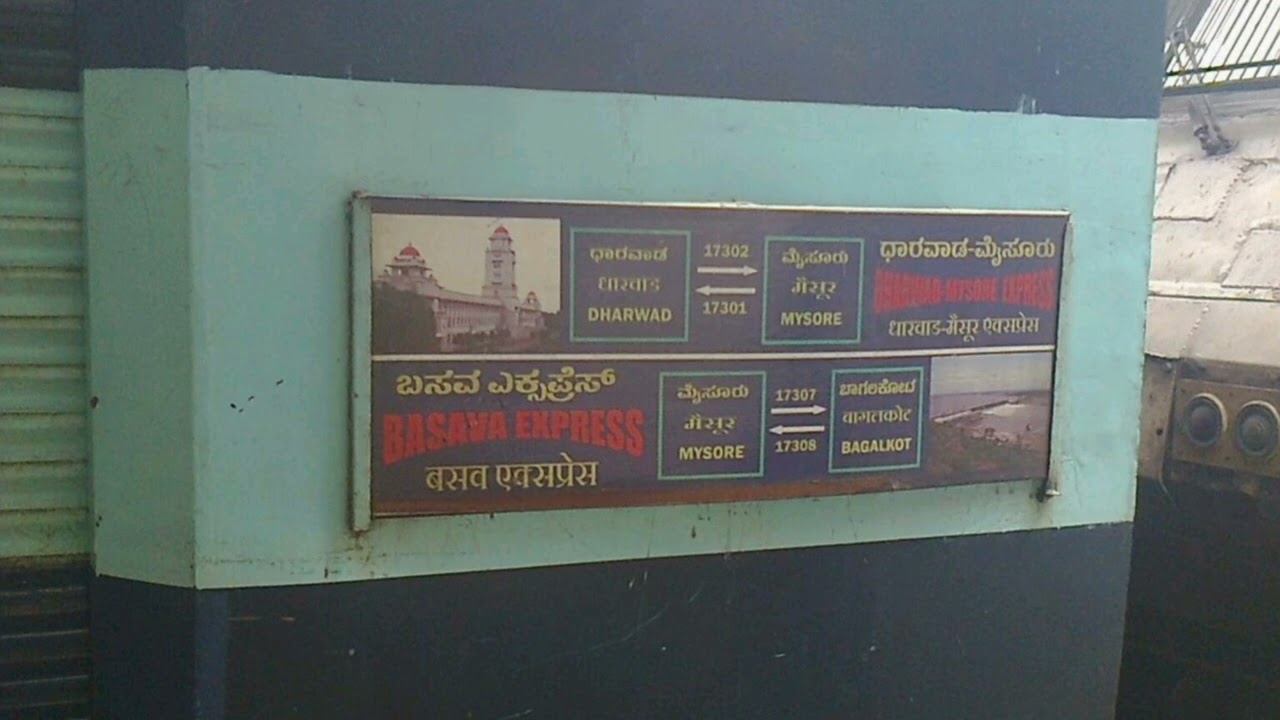 ಧಾರವಾಡ
धारवाड
DHARWAD
17302
17301
ಮೈಸೂರು
मैसूर
MYSORE
ಧಾರವಾಡ-ಮೈಸೂರು
DHARWAD-MYSORE EXPRESS
धारवाड-मैसूर एक्सप्रेस
ಬಸವ ಎಕ್ಸಪ್ರೆಸ್
BASAVA EXPRESS
बसव एक्सप्रेस
ಮೈಸೂರು
मैसूर
MYSORE
17307
17308
ಬಾಗಲಕೋಟ
बागलकोट
BAGALKOT